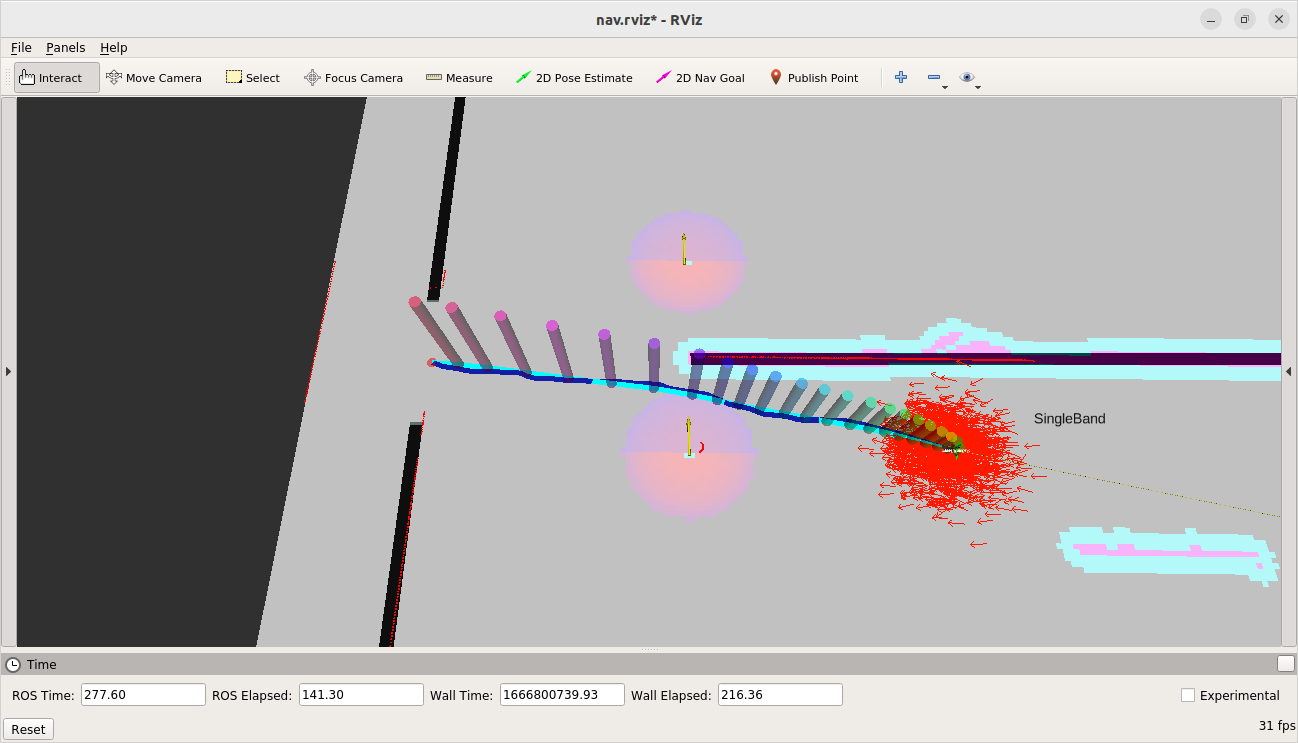 nav.rviz* - RViz
File Panels Help
Interact Move Camera Select Focus Camera Measure 2D Pose Estimate 2D Nav Goal Publish Point
SingleBand
Time
ROS Time: 277.60 ROS Elapsed: 141.30 Wall Time: 1666800739.93 Wall Elapsed: 216.36 Experimental
Reset 31 fps